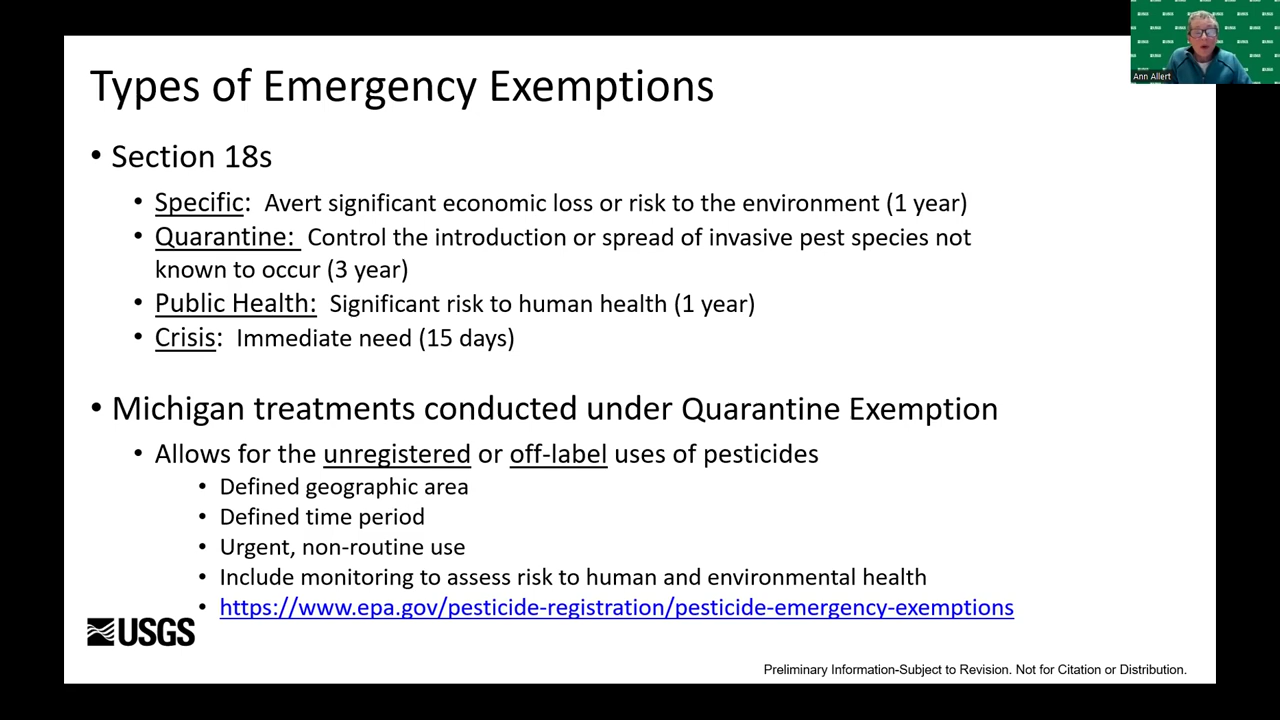 Types of Emergency Exemptions
• Section 18s
• Specific: Avert significant economic loss or risk to the environment (1 year)
• Quarantine: Control the introduction or spread of invasive pest species not
known to occur (3 year)
• Public Health: Significant risk to human health (1 year)
• Crisis: Immediate need (15 days)
• Michigan treatments conducted under Quarantine Exemption
• Allows for the unregistered or off-label uses of pesticides
• Defined geographic area
• Defined time period
• Urgent, non-routine use
• Include monitoring to assess risk to human and environmental health
• https://www.epa.gov/pesticide-registration/pesticide-emergency-exemptions
USGS
Preliminary Information-Subject to Revision. Not for Citation or Distribution.
Ann Allert